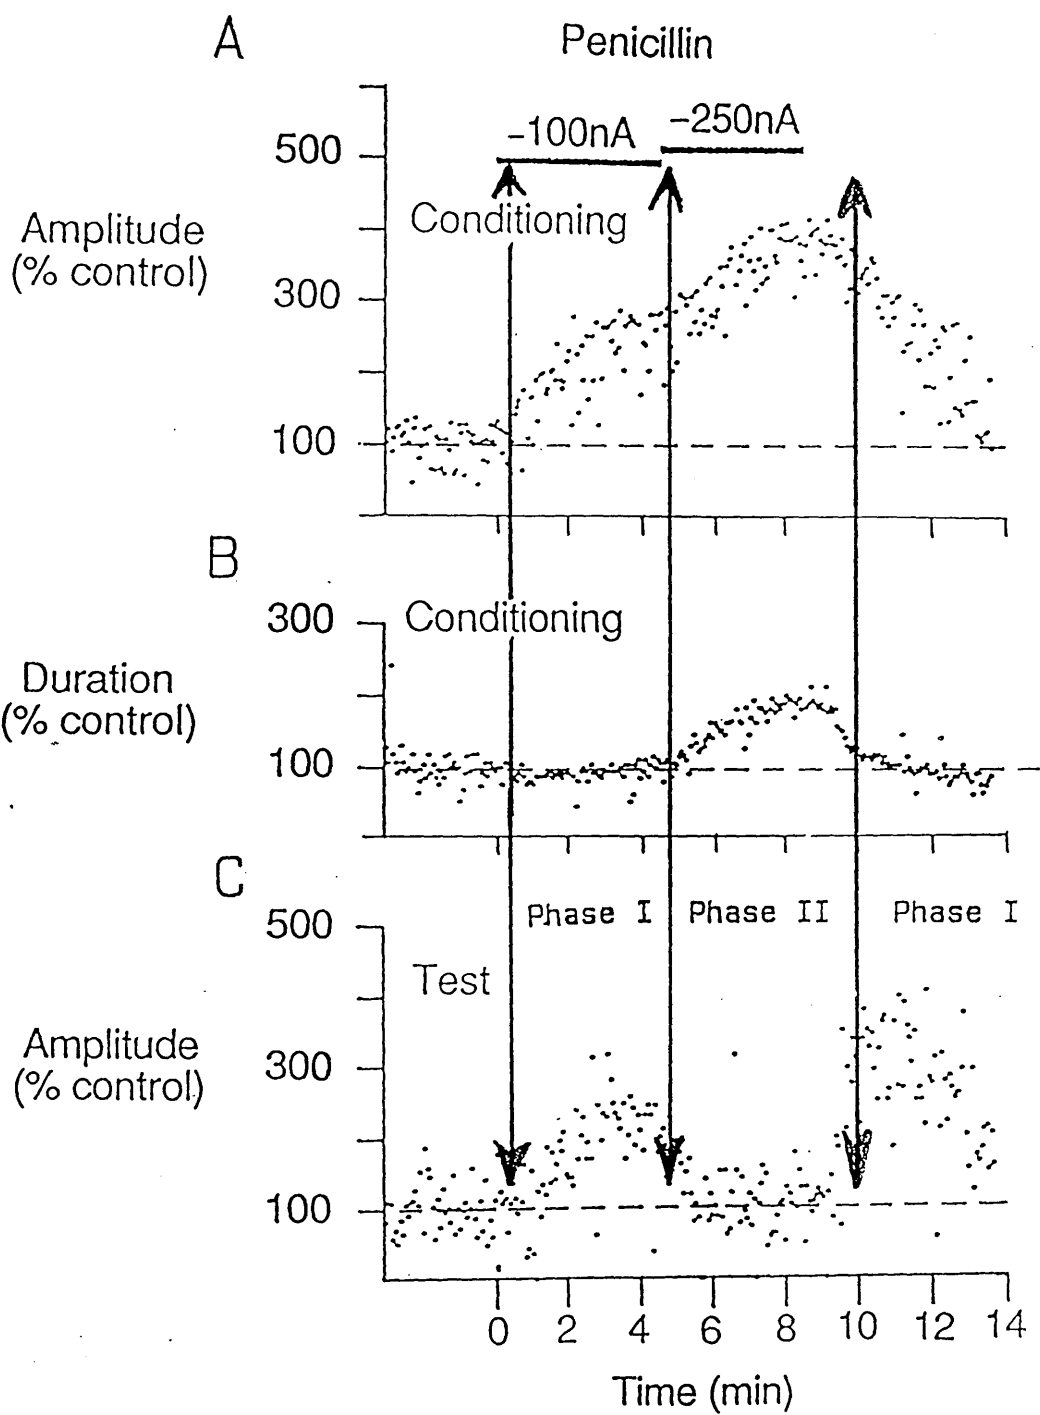 A
Penicillin
-100nA
-250nA
500
300
100
Amplitude
(% control)
Conditioning
B
300
100
Duration
(% control)
Conditioning
C
Phase I
Phase II
Phase I
500
300
100
Test
Amplitude
(% control)
0 2 4 6 8 10 12 14
Time (min)